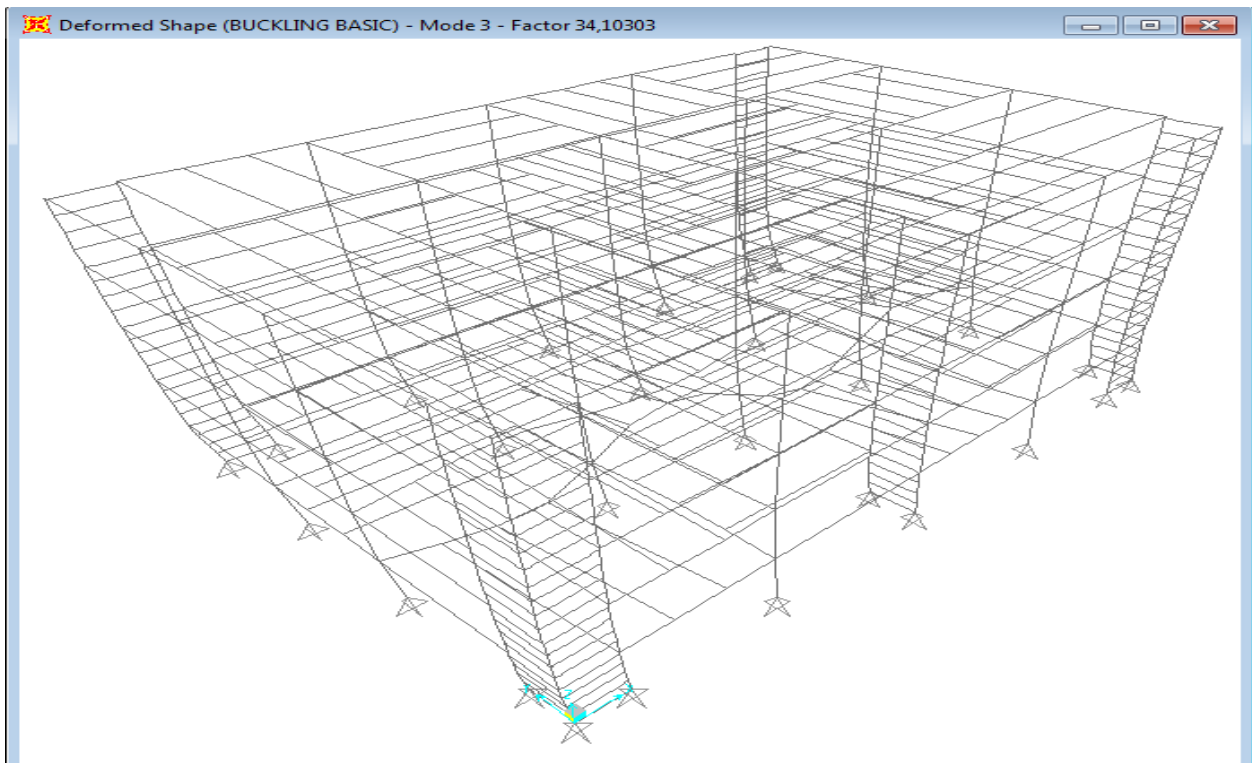 Deformed Shape (BUCKLING BASIC) - Mode 3 - Factor 34,10303
Z